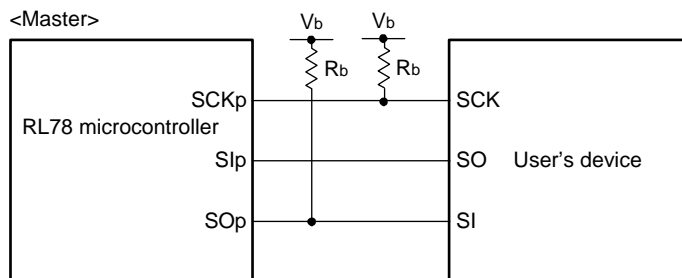 <Master>
Vb
Vb
Rb
Rb
SCKp
SCK
RL78 microcontroller
SIp
SO
User's device
SOp
SI